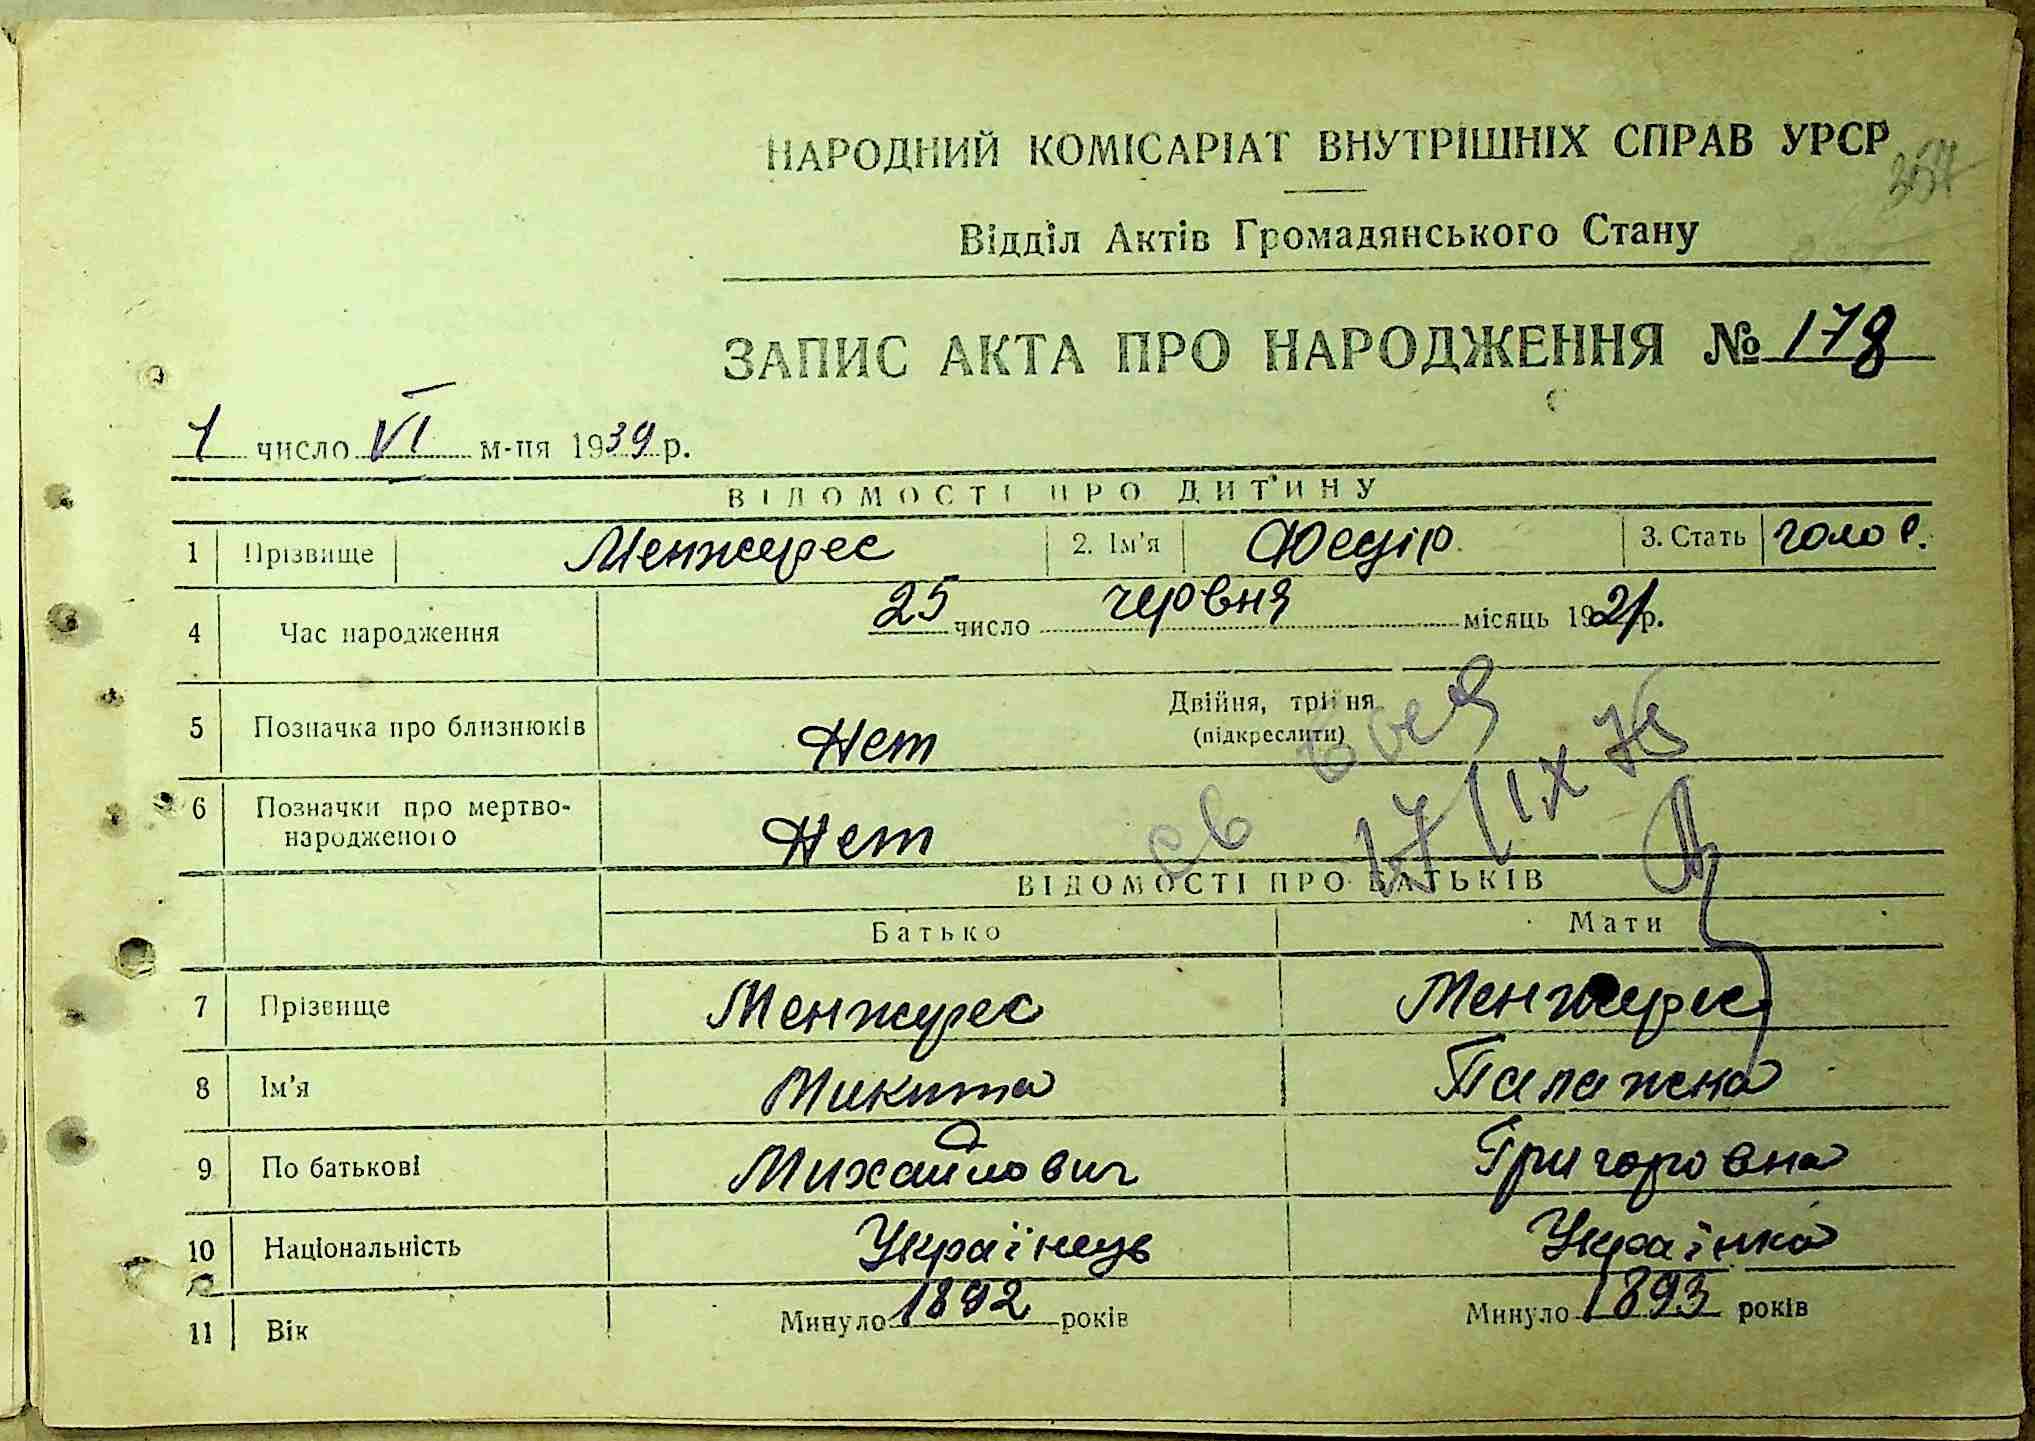 НАРОДНИЙ КОМІСАРІАТ ВНУТРІШНІХ СПРАВ УРСР
Відділ Актів Громадянського Стану
ЗАПИС АКТА ПРО НАРОДЖЕННЯ № 178
1 число VI м-ця 1939 р.
ВІДОМОСТІ ПРО ДИТИНУ
1 Прізвище Менжерес 2. Ім'я Федір 3. Стать
4 Час народження 25 число червня місяць 1921 р.
5 Позначка про близнюків Нет Двійня, трійня (підкреслити)
6 Позначки про мертвонародженого Нет
17/IX
ВІДОМОСТІ ПРО БАТЬКІВ
Батько Мати
7 Прізвище Менжерес Менжерес
8 Ім'я Микита Палажка
9 По батькові Михайлович Григоровна
10 Національність Українець Українка
11 Вік Минуло 1892 років Минуло 1893 років